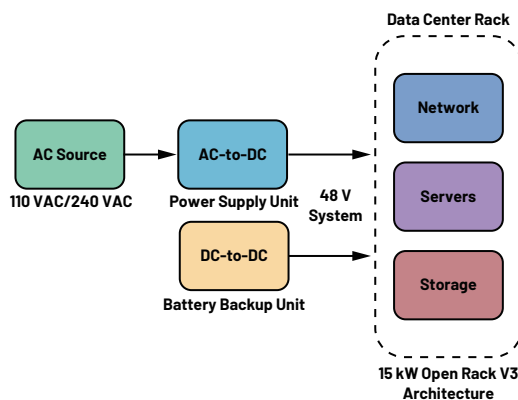 Data Center Rack
Network
AC Source
AC-to-DC
110 VAC/240 VAC
Power Supply Unit
48 V
System
Servers
DC-to-DC
Storage
Battery Backup Unit
15 kW Open Rack V3
Architecture